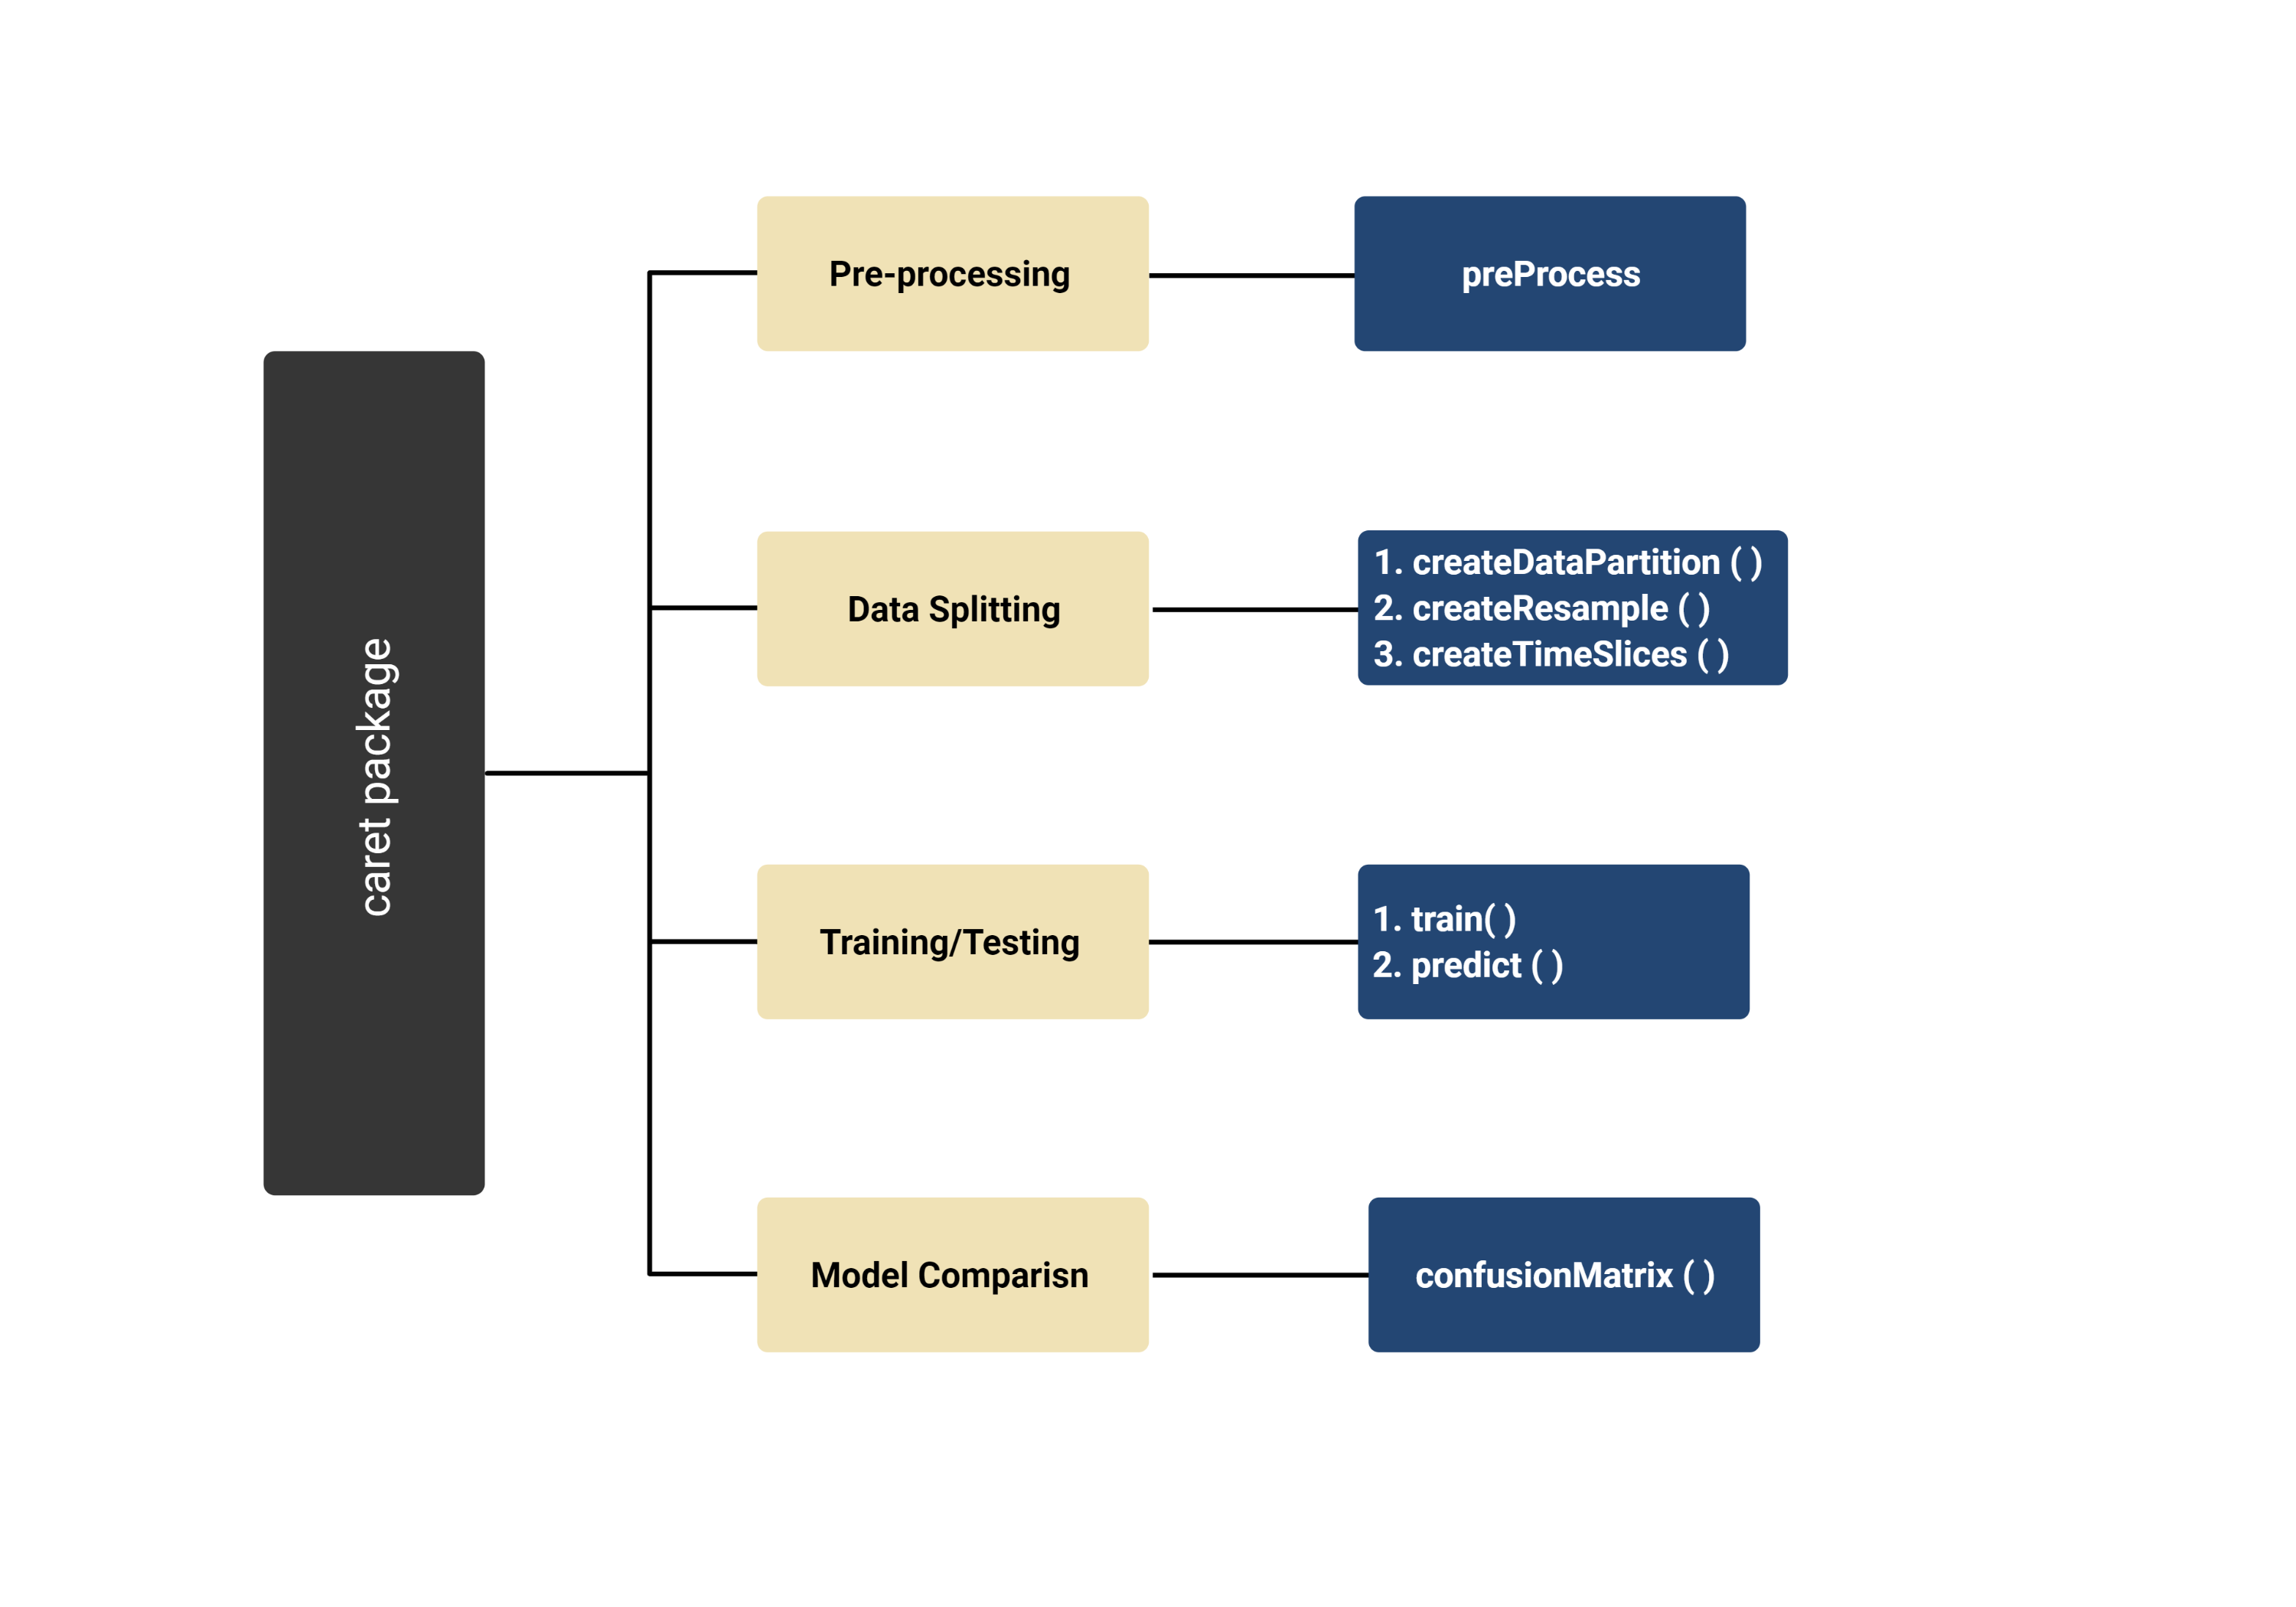 caret package
Pre-processing
preProcess
Data Splitting
1. createDataPartition ( )
2. createResample ( )
3. createTimeSlices ( )
Training/Testing
1. train( )
2. predict ( )
Model Comparisn
confusionMatrix ( )